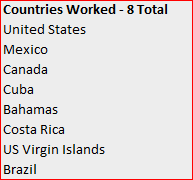 Countries Worked - 8 Total
United States
Mexico
Canada
Cuba
Bahamas
Costa Rica
US Virgin Islands
Brazil